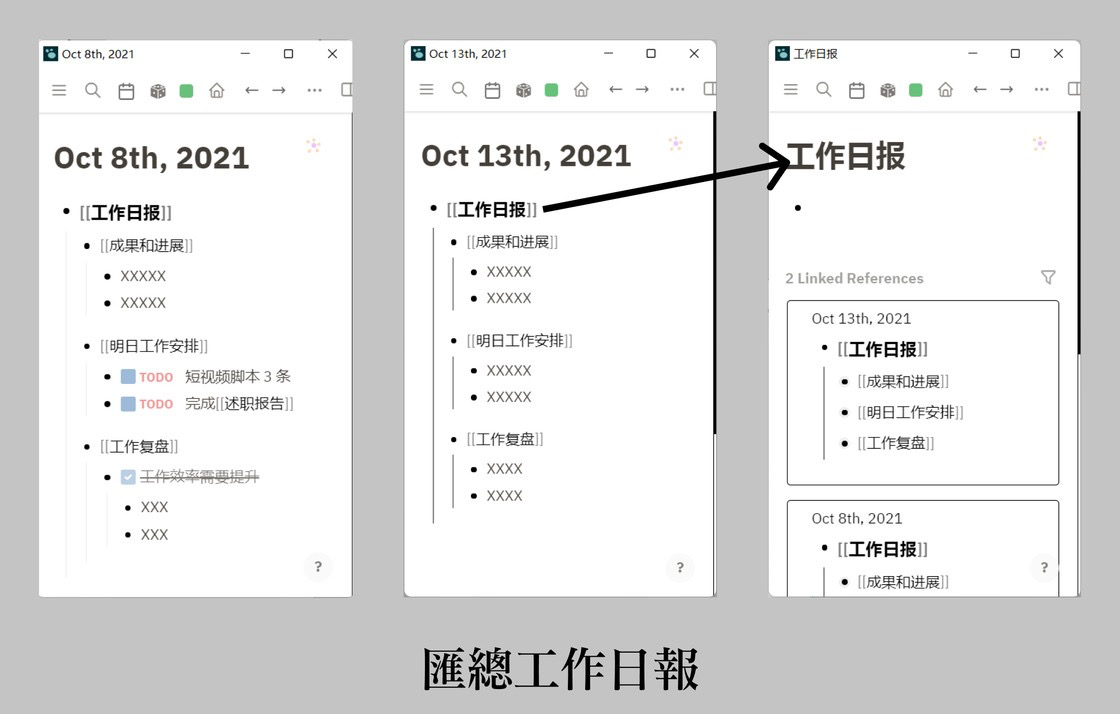 Oct 8th, 2021
Oct 8th, 2021
[[工作日报]]
[[成果和进展]]
XXXXX
XXXXX
[[明日工作安排]]
TODO 短视频脚本 3 条
TODO 完成[[述职报告]]
[[工作复盘]]
工作效率需要提升
XXX
XXX
?
Oct 13th, 2021
Oct 13th, 2021
[[工作日报]]
[[成果和进展]]
XXXXX
XXXXX
[[明日工作安排]]
XXXXX
XXXXX
[[工作复盘]]
XXXX
XXXX
?
工作日报
工作日报
2 Linked References
Oct 13th, 2021
[[工作日报]]
[[成果和进展]]
[[明日工作安排]]
[[工作复盘]]
Oct 8th, 2021
[[工作日报]]
[[成果和进展]]
?
匯總工作日報